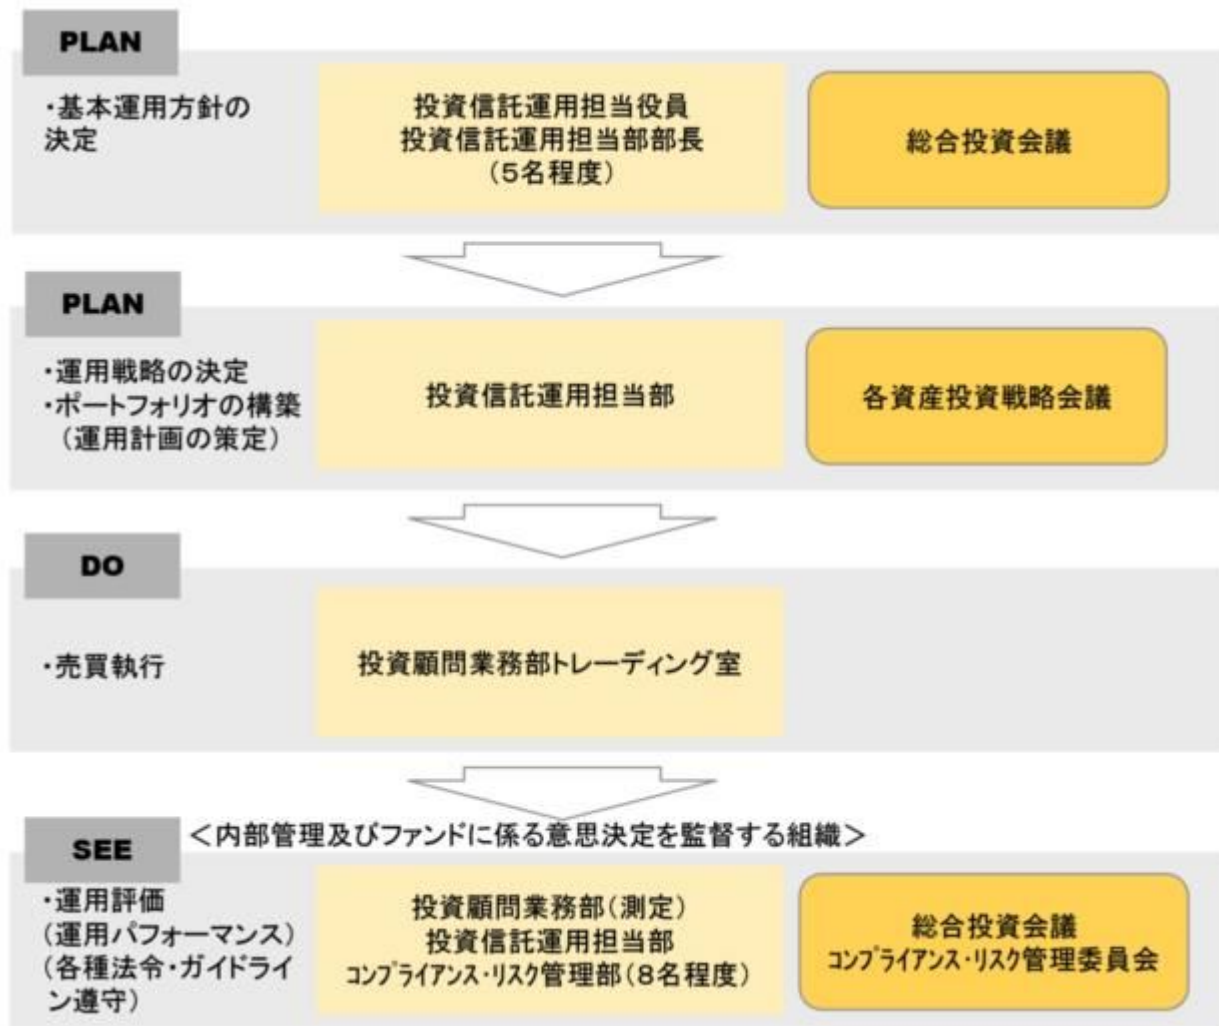 PLAN
・基本運用方針の
決定
投資信託運用担当役員
投資信託運用担当部部長
(5名程度)
総合投資会議
PLAN
・運用戦略の決定
・ポートフォリオの構築
(運用計画の策定)
投資信託運用担当部
各資産投資戦略会議
DO
・売買執行
投資顧問業務部トレーディング室
<内部管理及びファンドに係る意思決定を監督する組織>
SEE
・運用評価
(運用パフォーマンス)
(各種法令・ガイドライ
ン遵守)
投資顧問業務部(測定)
投資信託運用担当部
コンプライアンス・リスク管理部(8名程度)
総合投資会議
コンプライアンス・リスク管理委員会